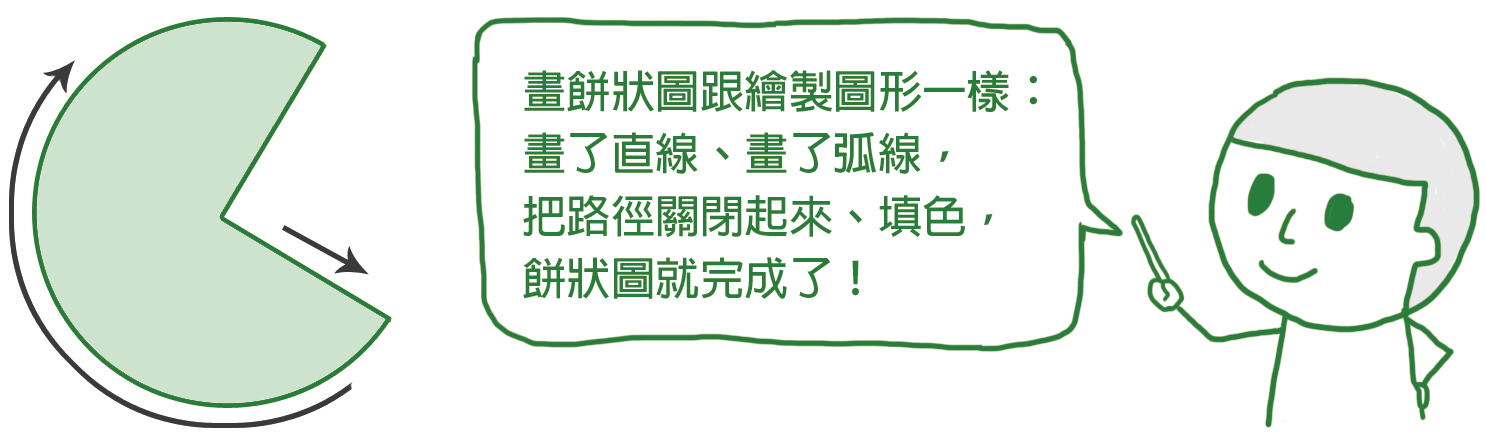 畫餅狀圖跟繪製圖形一樣：
畫了直線、畫了弧線，
把路徑關閉起來、填色，
餅狀圖就完成了！